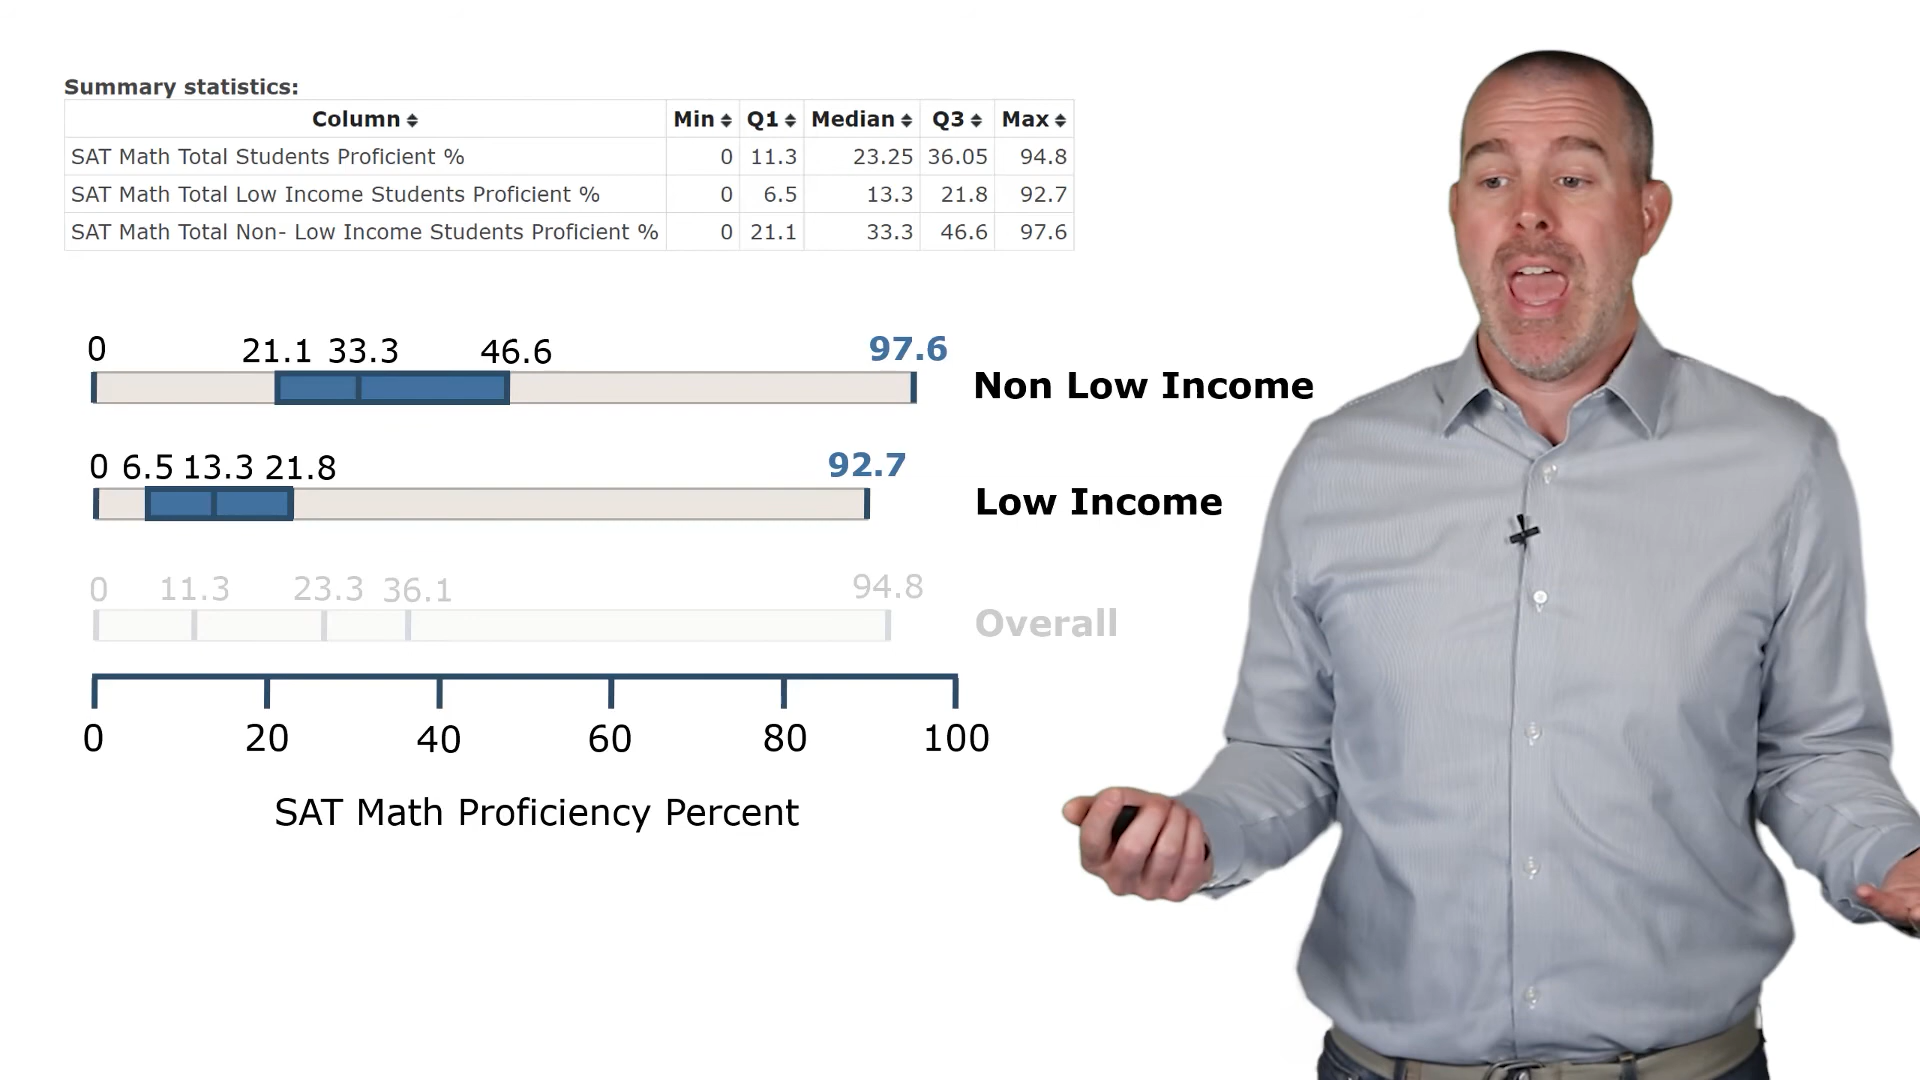 Summary statistics:
Column Min Q1 Median Q3 Max
SAT Math Total Students Proficient % 0 11.3 23.25 36.05 94.8
SAT Math Total Low Income Students Proficient % 0 6.5 13.3 21.8 92.7
SAT Math Total Non- Low Income Students Proficient % 0 21.1 33.3 46.6 97.6
0 21.1 33.3 46.6 97.6
Non Low Income
0 6.5 13.3 21.8 92.7
Low Income
0 11.3 23.3 36.1 94.8
Overall
0 20 40 60 80 100
SAT Math Proficiency Percent